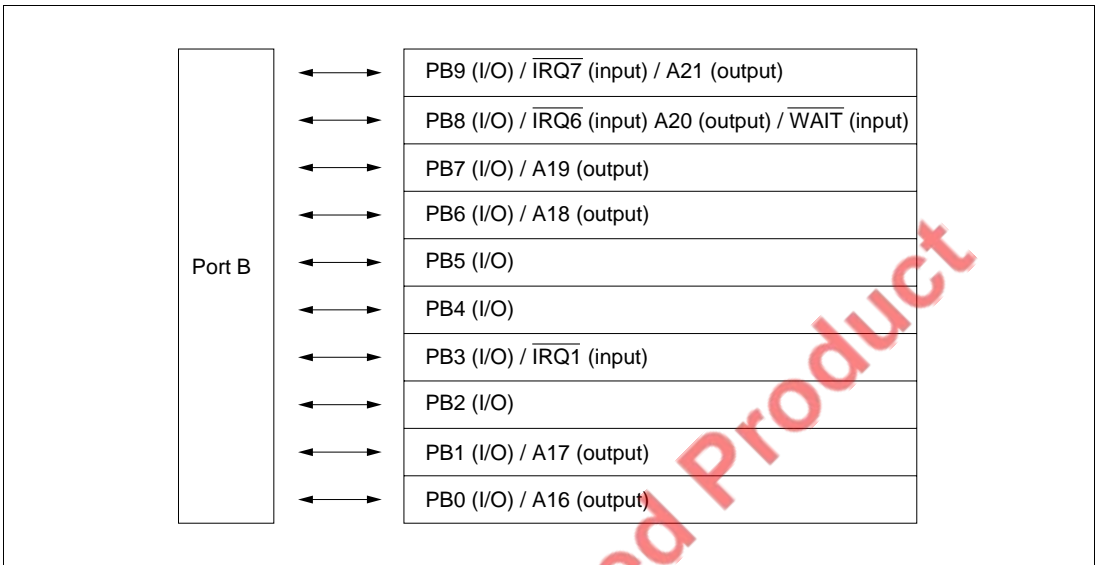 PB9 (I/O) / IRQ7 (input) / A21 (output)
PB8 (I/O) / IRQ6 (input) A20 (output) / WAIT (input)
PB7 (I/O) / A19 (output)
PB6 (I/O) / A18 (output)
Port B
PB5 (I/O)
PB4 (I/O)
PB3 (I/O) / IRQ1 (input)
PB2 (I/O)
PB1 (I/O) / A17 (output)
PB0 (I/O) / A16 (output)
Product